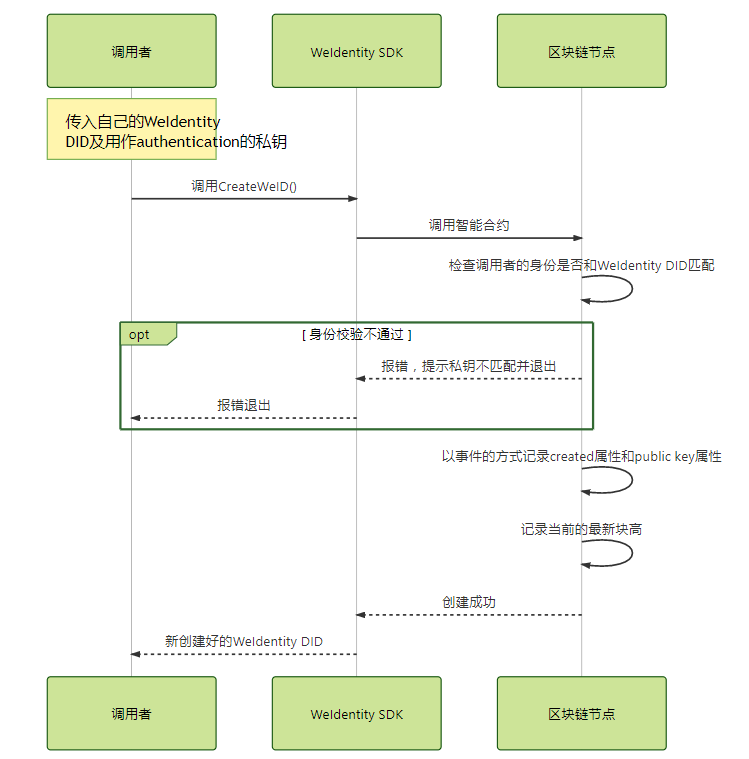 调用者
WeIdentity SDK
区块链节点
传入自己的WeIdentity
DID及用作authentication的私钥
调用CreateWeID()
调用智能合约
检查调用者的身份是否和WeIdentity DID匹配
opt
[ 身份校验不通过 ]
报错，提示私钥不匹配并退出
报错退出
以事件的方式记录created属性和public key属性
记录当前的最新块高
创建成功
新创建好的WeIdentity DID
调用者
WeIdentity SDK
区块链节点